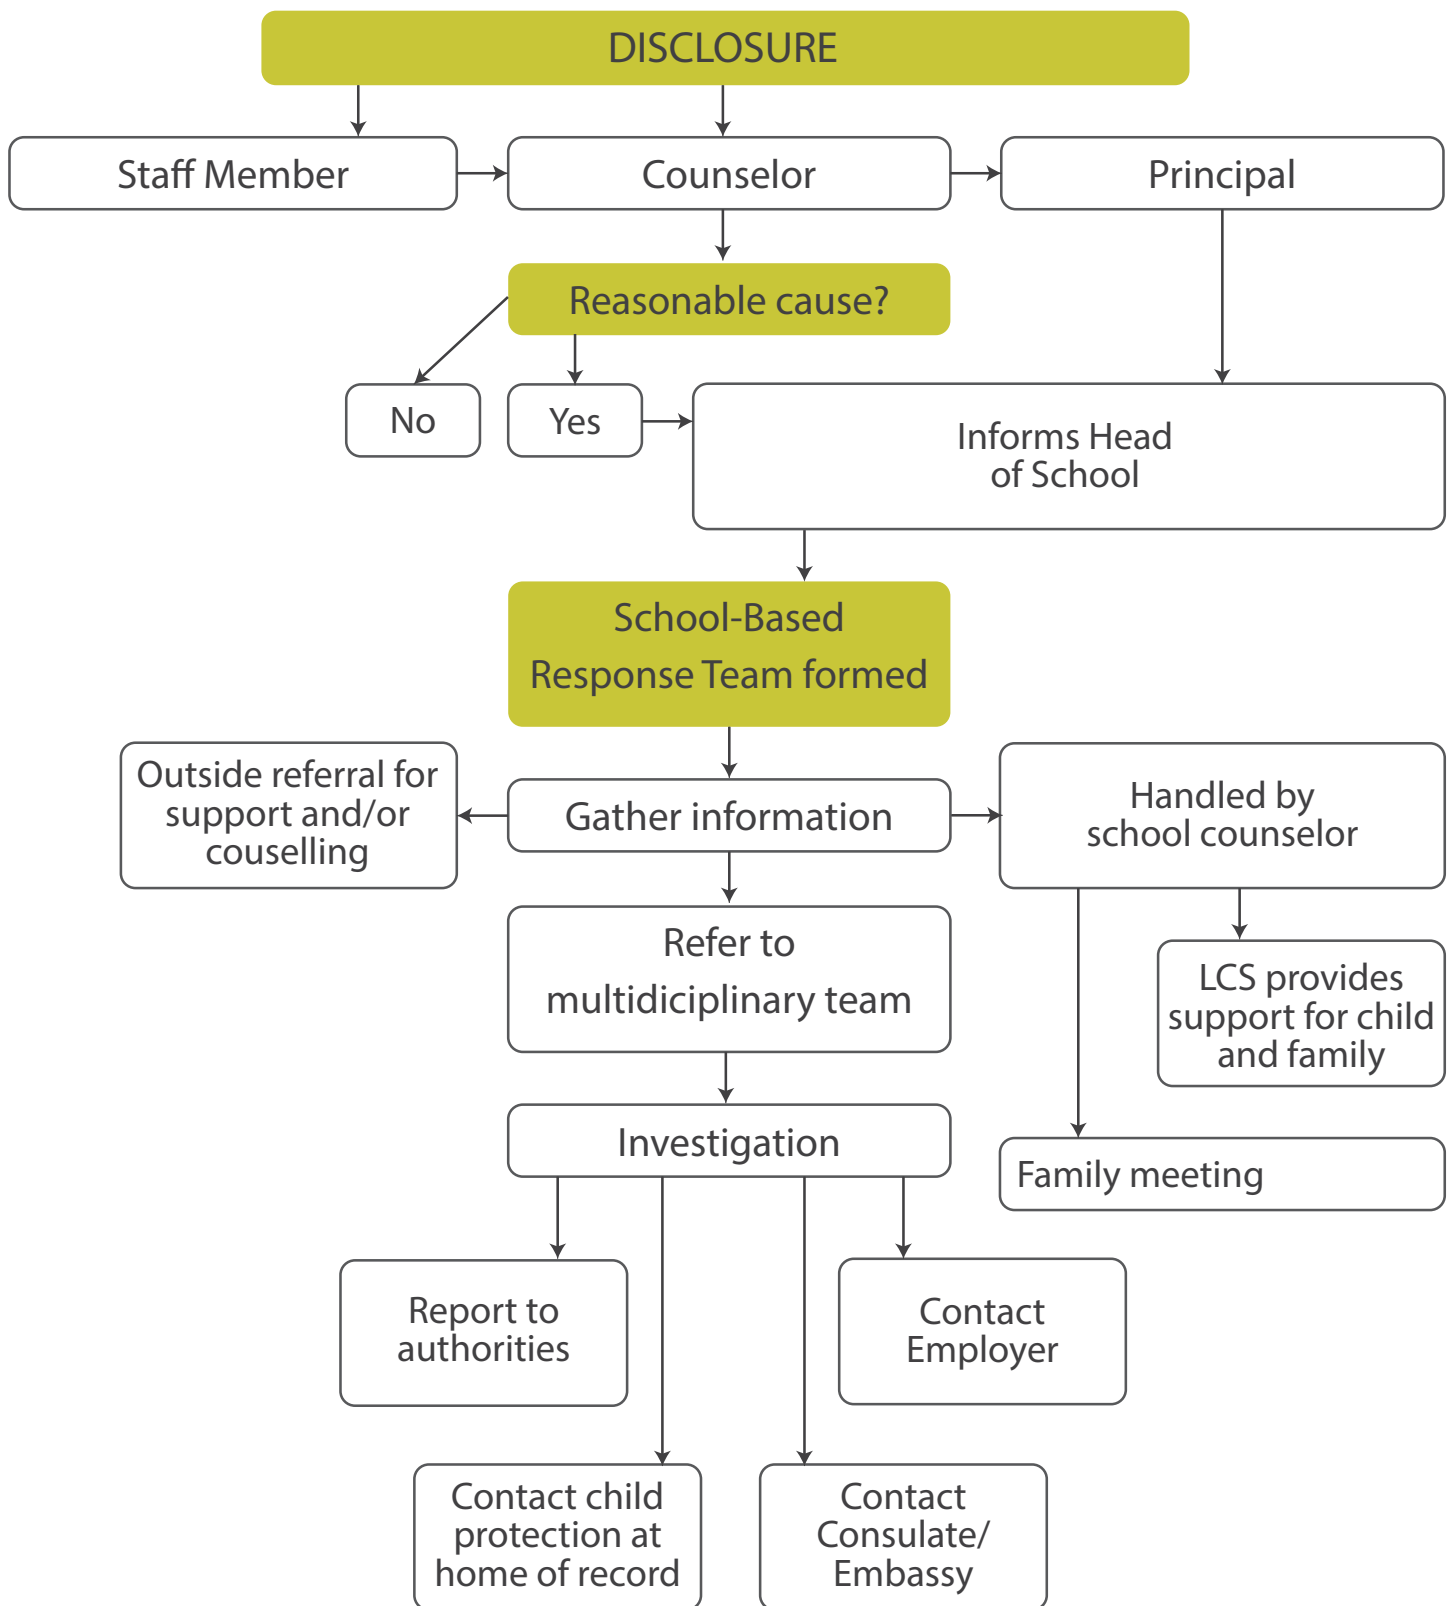 DISCLOSURE
Staff Member
Counselor
Principal
Reasonable cause?
No
Yes
Informs Head
of School
School-Based
Response Team formed
Outside referral for
support and/or
couselling
Gather information
Handled by
school counselor
Refer to
multidiciplinary team
LCS provides
support for child
and family
Investigation
Family meeting
Report to
authorities
Contact
Employer
Contact child
protection at
home of record
Contact
Consulate/
Embassy